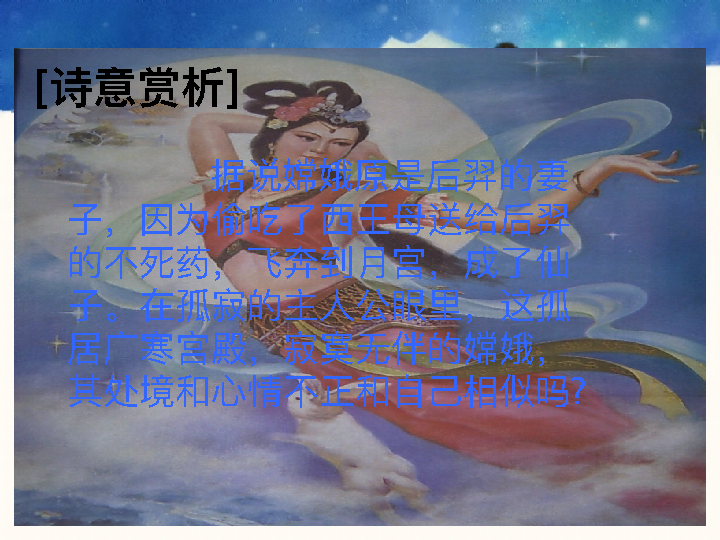 [诗意赏析]
据说嫦娥原是后羿的妻
子，因为偷吃了西王母送给后羿
的不死药，飞奔到月宫，成了仙
子。在孤寂的主人公眼里，这孤
居广寒宫殿，寂寞无伴的嫦娥，
其处境和心情不正和自己相似吗?